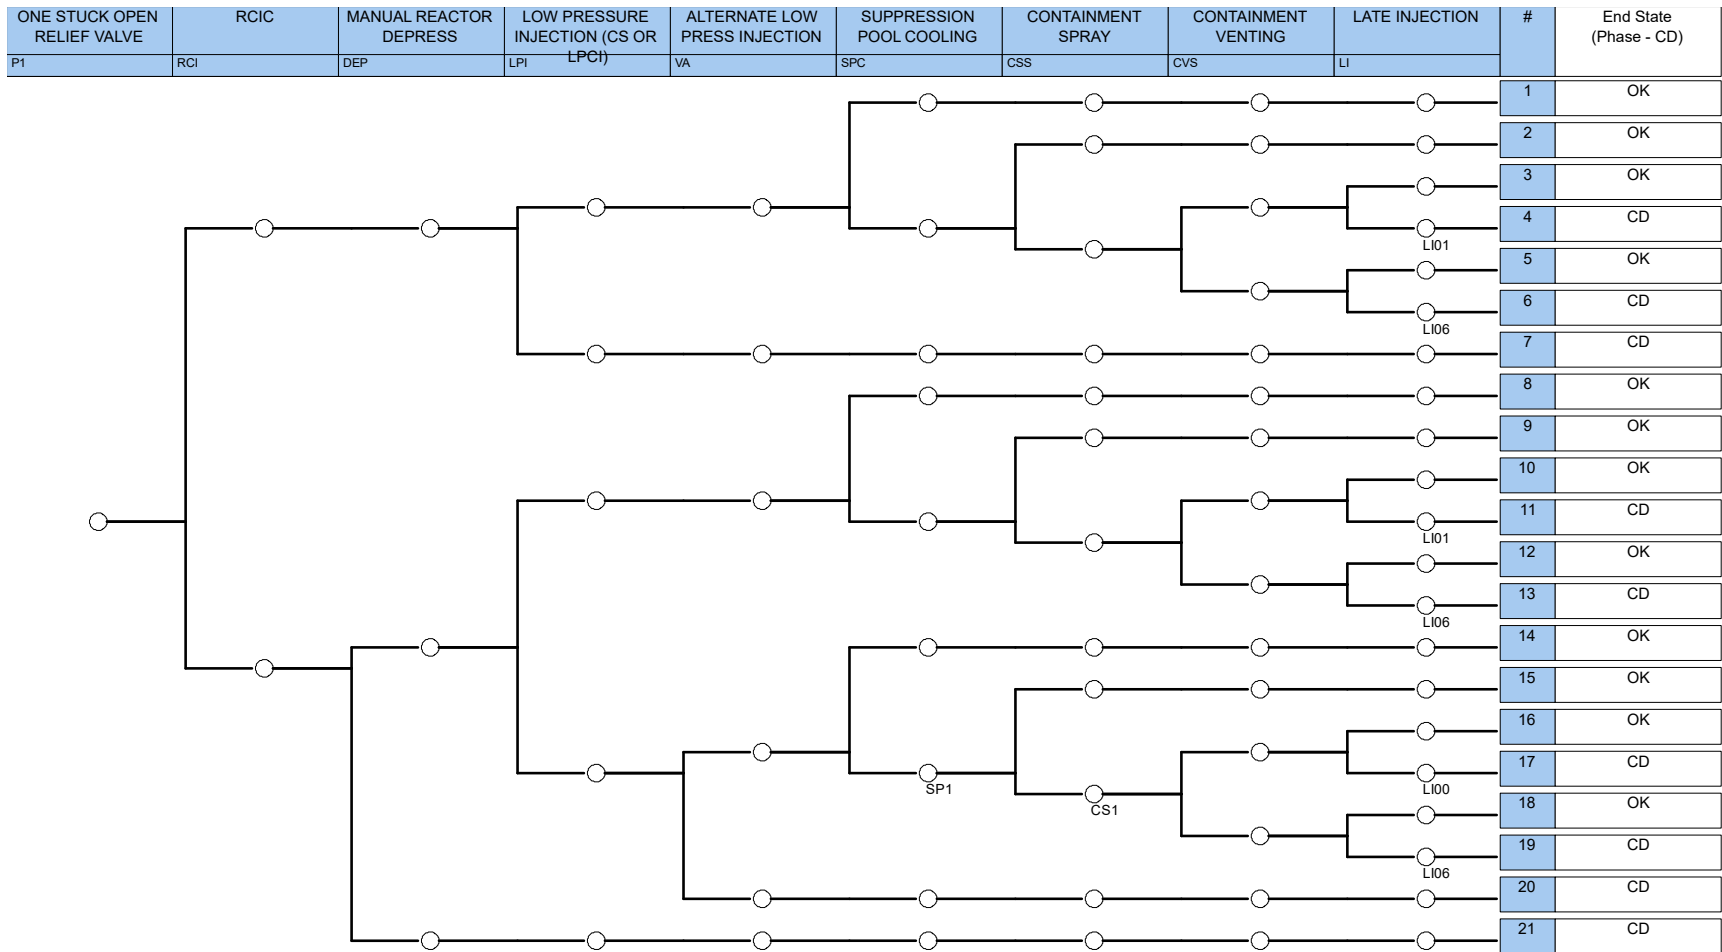 ONE STUCK OPEN
RELIEF VALVE
RCIC
MANUAL REACTOR
DEPRESS
LOW PRESSURE
INJECTION (CS OR
LPCI)
ALTERNATE LOW
PRESS INJECTION
SUPPRESSION
POOL COOLING
CONTAINMENT
SPRAY
CONTAINMENT
VENTING
LATE INJECTION
#
End State
(Phase - CD)
P1
RCI
DEP
LPI
VA
SPC
CSS
CVS
LI
1 OK
2 OK
3 OK
4 CD
LI01
5 OK
6 CD
LI06
7 CD
8 OK
9 OK
10 OK
11 CD
LI01
12 OK
13 CD
LI06
14 OK
15 OK
16 OK
17 CD
SP1
LI00
18 OK
CS1
19 CD
LI06
20 CD
21 CD